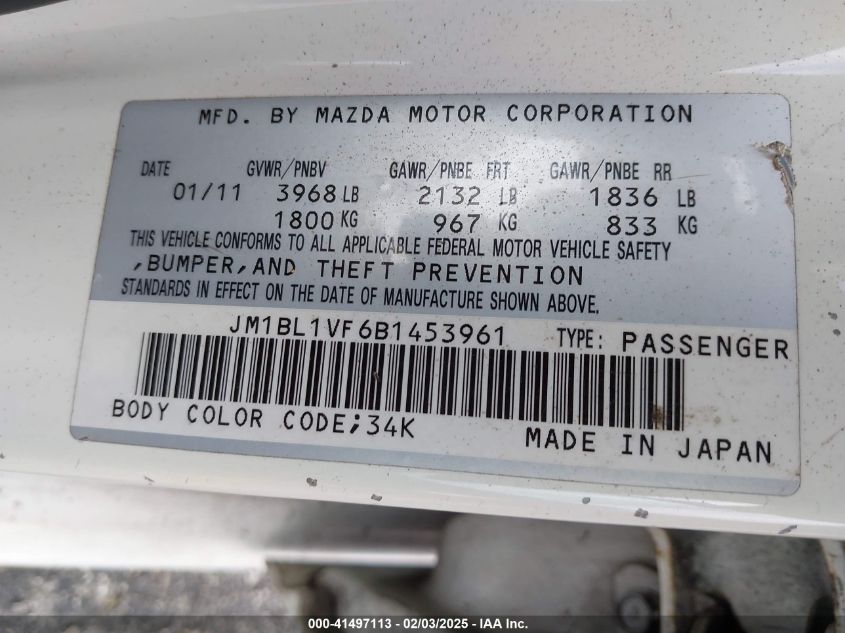 MFD. BY MAZDA MOTOR CORPORATION
DATE GVWR/PNBV GAWR/PNBE FRT GAWR/PNBE RR
01/11 3968 LB 2132 LB 1836 LB
1800 KG 967 KG 833 KG
THIS VEHICLE CONFORMS TO ALL APPLICABLE FEDERAL MOTOR VEHICLE SAFETY
,BUMPER,AND THEFT PREVENTION
STANDARDS IN EFFECT ON THE DATE OF MANUFACTURE SHOWN ABOVE.
JM1BL1VF6B1453961 TYPE: PASSENGER
BODY COLOR CODE;34K
MADE IN JAPAN
000-41497113 - 02/03/2025 - IAA Inc.